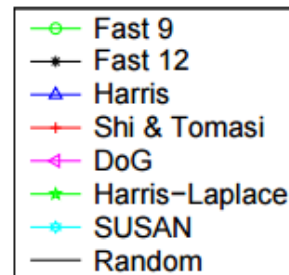 Fast 9
Fast 12
Harris
Shi & Tomasi
DoG
Harris−Laplace
SUSAN
Random